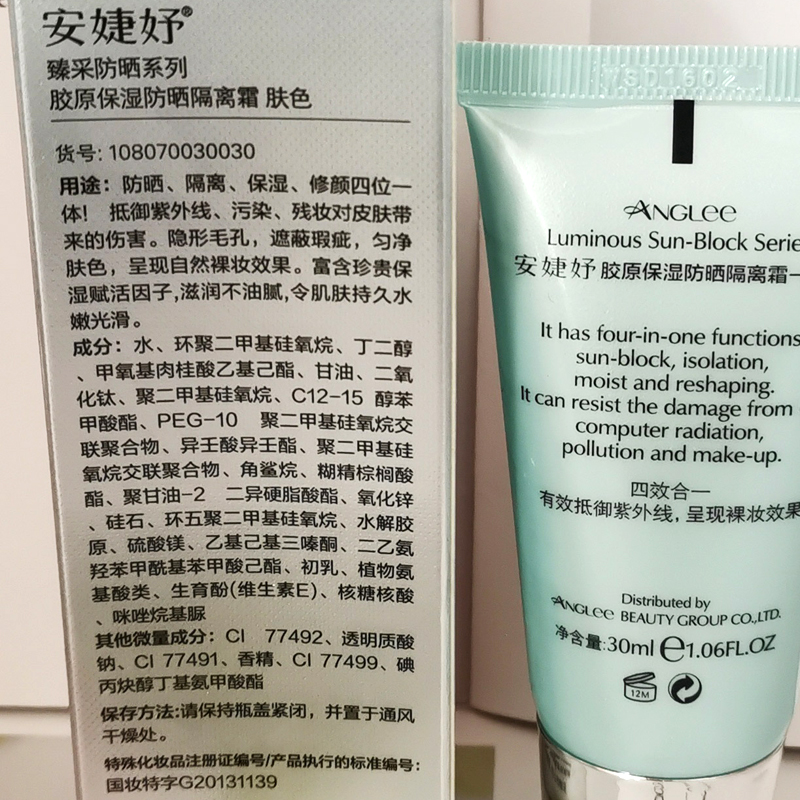 安婕妤®
臻采防晒系列
胶原保湿防晒隔离霜 肤色
货号: 108070030030
用途：防晒、隔离、保湿、修颜四位一
体！ 抵御紫外线、污染、残妆对皮肤带
来的伤害。隐形毛孔，遮蔽瑕疵，匀净
肤色，呈现自然裸妆效果。富含珍贵保
湿赋活因子,滋润不油腻,令肌肤持久水
嫩光滑。
成分：水、环聚二甲基硅氧烷、丁二醇
、甲氧基肉桂酸乙基己酯、甘油、二氧
化钛、聚二甲基硅氧烷、C12-15 醇苯
甲酸酯、PEG-10 聚二甲基硅氧烷交
联聚合物、异壬酸异壬酯、聚二甲基硅
氧烷交联聚合物、角鲨烷、糊精棕榈酸
酯、聚甘油-2 二异硬脂酸酯、氧化锌
、硅石、环五聚二甲基硅氧烷、水解胶
原、硫酸镁、乙基己基三嗪酮、二乙氨
羟苯甲酰基苯甲酸己酯、初乳、植物氨
基酸类、生育酚(维生素E)、核糖核酸
、咪唑烷基脲
其他微量成分：CI 77492、透明质酸
钠、CI 77491、香精、CI 77499、碘
丙炔醇丁基氨甲酸酯
保存方法:请保持瓶盖紧闭，并置于通风
干燥处。
特殊化妆品注册证编号/产品执行的标准编号：
国妆特字G20131139
7SD1602
ANGLee
Luminous Sun-Block Serie
安婕妤胶原保湿防晒隔离霜
It has four-in-one functions
sun-block, isolation,
moist and reshaping.
It can resist the damage from
computer radiation,
pollution and make-up.
四效合一
有效抵御紫外线,呈现裸妆效果
Distributed by
ANGLee BEAUTY GROUP CO.,LTD.
净含量:30ml ℮1.06FL.OZ
12M